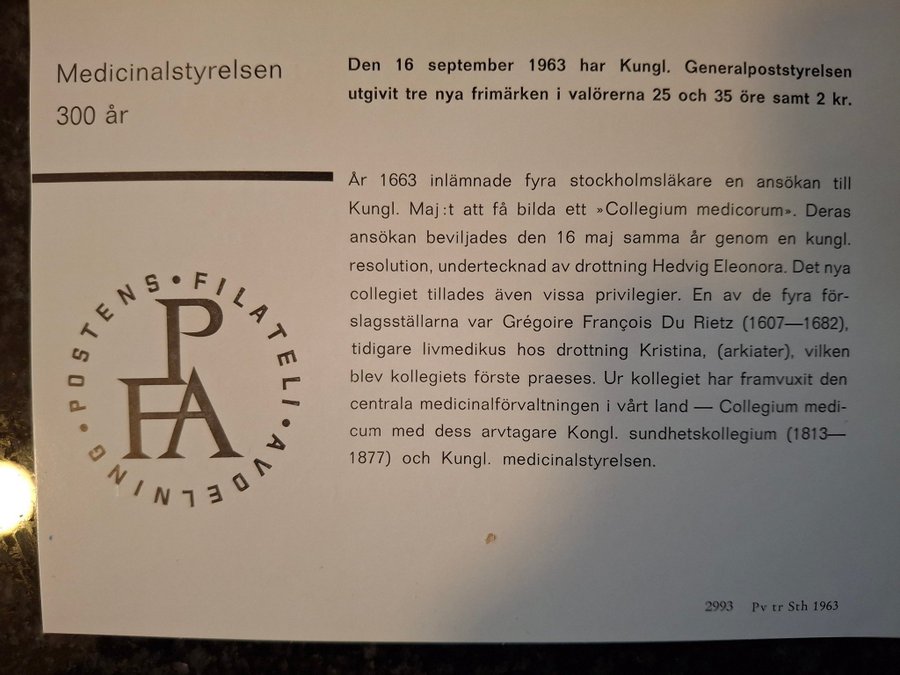 Medicinalstyrelsen
300 år
Den 16 september 1963 har Kungl. Generalpoststyrelsen
utgivit tre nya frimärken i valörerna 25 och 35 öre samt 2 kr.
År 1663 inlämnade fyra stockholmsläkare en ansökan till
Kungl. Maj:t att få bilda ett »Collegium medicorum». Deras
ansökan beviljades den 16 maj samma år genom en kungl.
resolution, undertecknad av drottning Hedvig Eleonora. Det nya
collegiet tillades även vissa privilegier. En av de fyra för-
slagsställarna var Grégoire François Du Rietz (1607—1682),
tidigare livmedikus hos drottning Kristina, (arkiater), vilken
blev kollegiets förste praeses. Ur kollegiet har framvuxit den
centrala medicinalförvaltningen i vårt land — Collegium medi-
cum med dess arvtagare Kongl. sundhetskollegium (1813—
1877) och Kungl. medicinalstyrelsen.
POSTENS • FILATELI • AVDELNING •
P
FA
2993 Pv tr Sth 1963